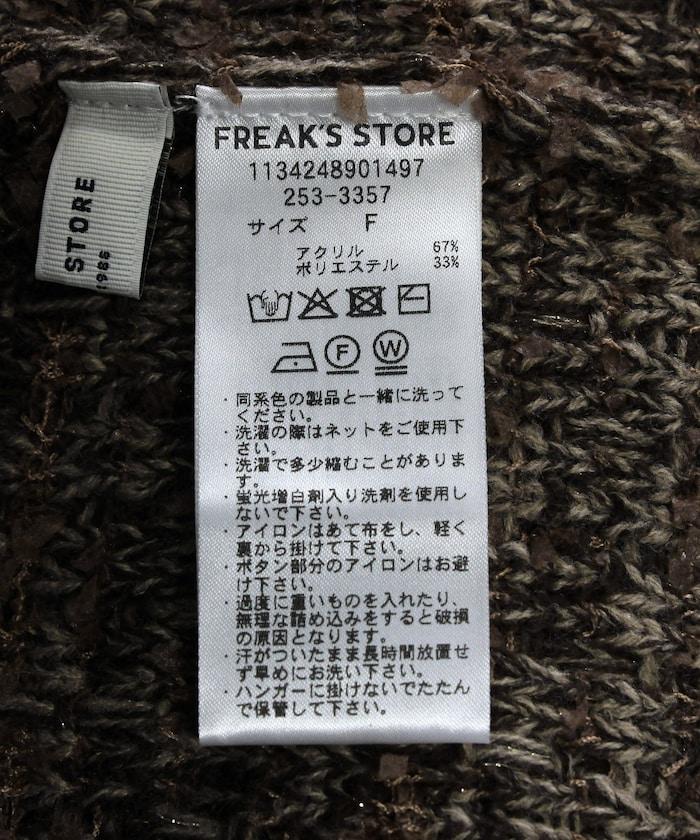 STORE
1986
FREAK'S STORE
1134248901497
253-3357
サイズ F
アクリル 67%
ポリエステル 33%
F W
・同系色の製品と一緒に洗って
ください。
・洗濯の際はネットをご使用下
さい。
・洗濯で多少縮むことがありま
す。
・蛍光増白剤入り洗剤を使用し
ないで下さい。
・アイロンはあて布をし、軽く
裏から掛けて下さい。
・ボタン部分のアイロンはお避
け下さい。
・過度に重いものを入れたり、
無理な詰め込みをすると破損
の原因となります。
・汗がついたまま長時間放置せ
ず早めにお洗い下さい。
・ハンガーに掛けないでたたん
で保管して下さい。